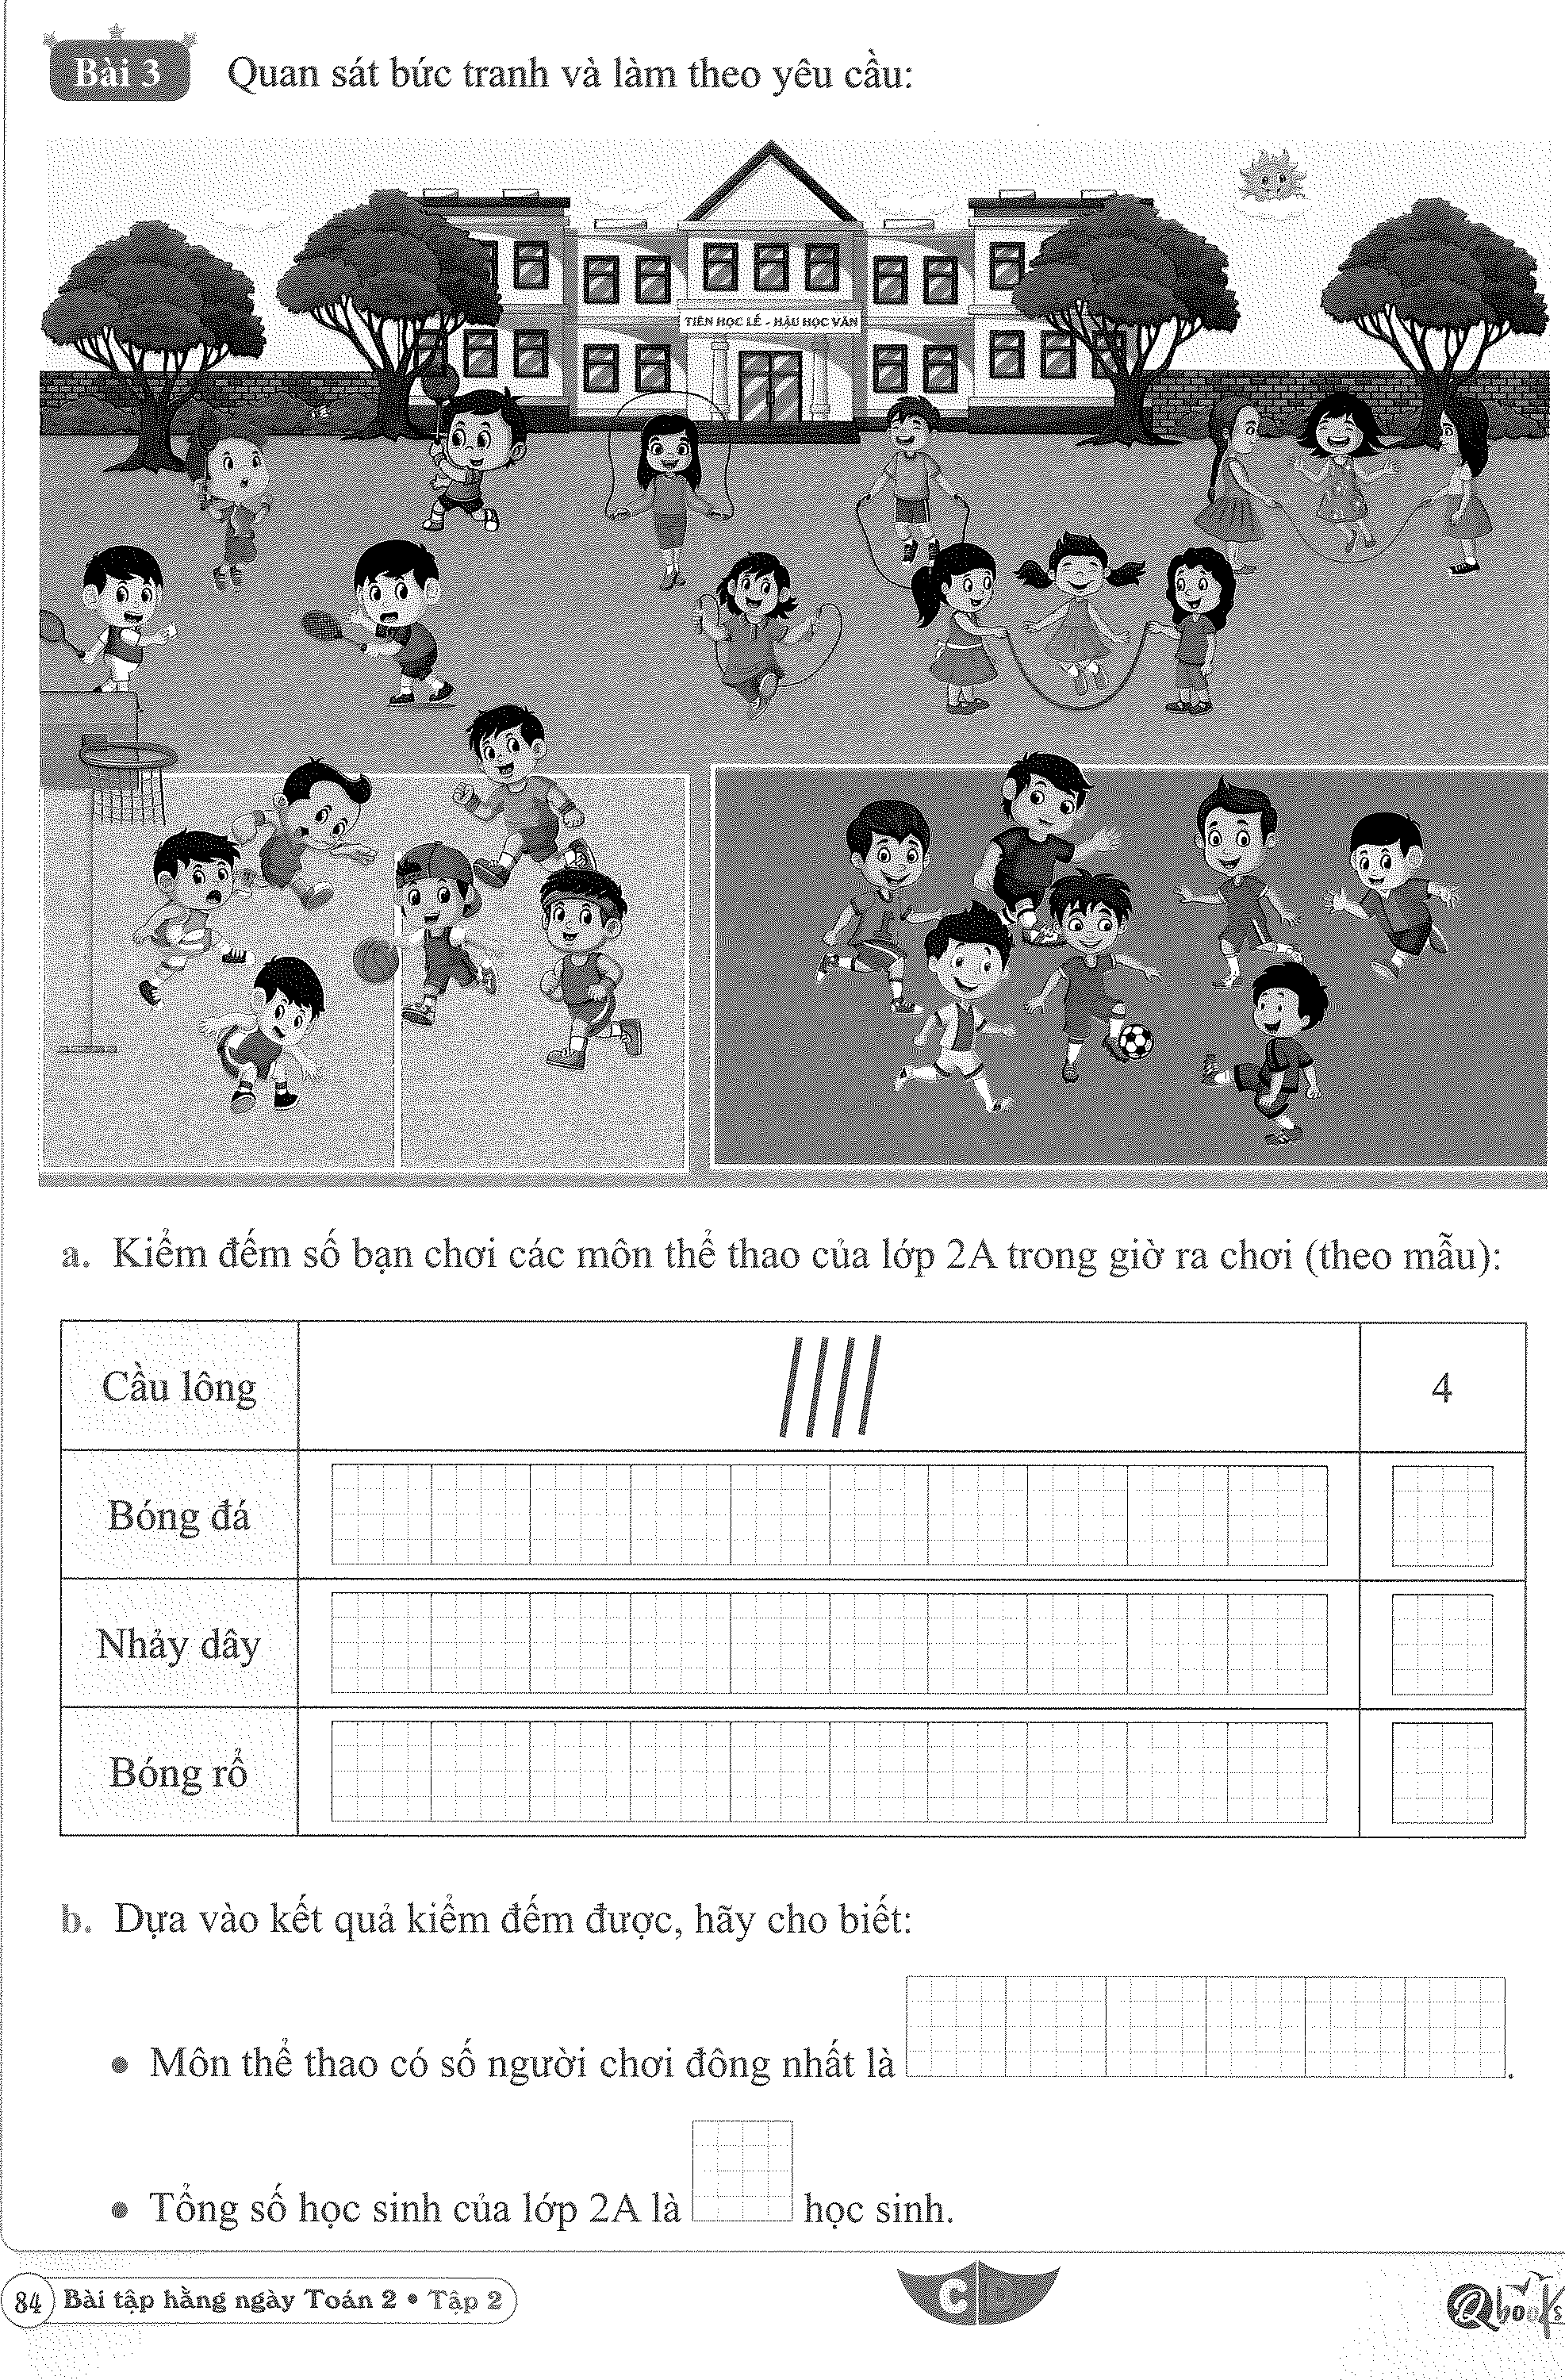 Bài 3 Quan sát bức tranh và làm theo yêu cầu:
TIÊN HỌC LỄ - HẬU HỌC VĂN
a. Kiểm đếm số bạn chơi các môn thể thao của lớp 2A trong giờ ra chơi (theo mẫu):
Cầu lông 4
Bóng đá
Nhảy dây
Bóng rổ
b. Dựa vào kết quả kiểm đếm được, hãy cho biết:
• Môn thể thao có số người chơi đông nhất là .
• Tổng số học sinh của lớp 2A là học sinh.
84 Bài tập hằng ngày Toán 2 • Tập 2
C D
Qbooks